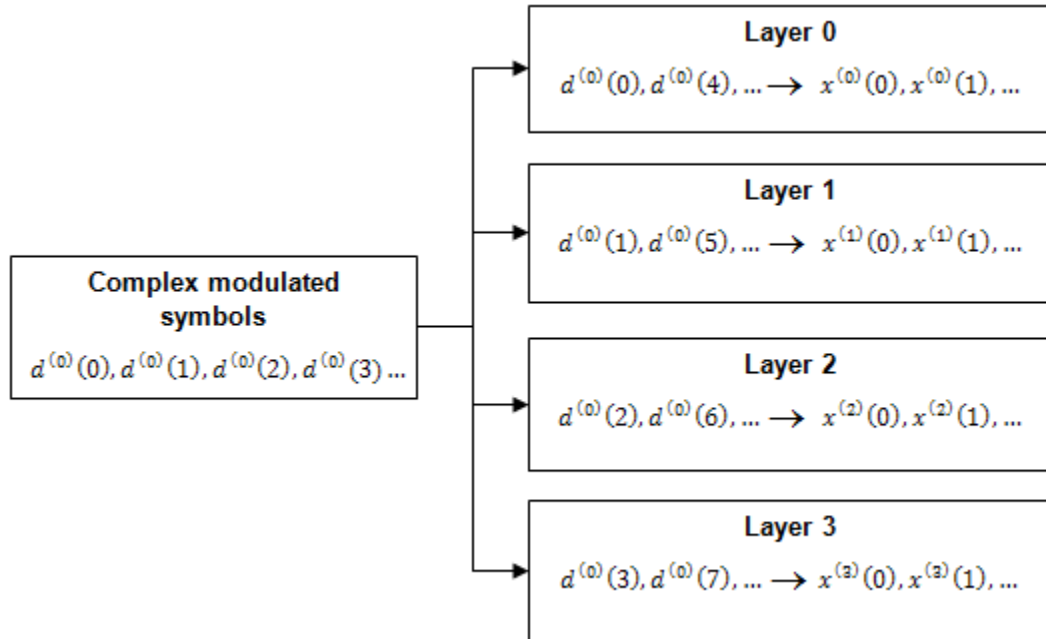 Complex modulated
symbols
d⁽⁰⁾(0), d⁽⁰⁾(1), d⁽⁰⁾(2), d⁽⁰⁾(3) ...
Layer 0
d⁽⁰⁾(0), d⁽⁰⁾(4), ... → x⁽⁰⁾(0), x⁽⁰⁾(1), ...
Layer 1
d⁽⁰⁾(1), d⁽⁰⁾(5), ... → x⁽¹⁾(0), x⁽¹⁾(1), ...
Layer 2
d⁽⁰⁾(2), d⁽⁰⁾(6), ... → x⁽²⁾(0), x⁽²⁾(1), ...
Layer 3
d⁽⁰⁾(3), d⁽⁰⁾(7), ... → x⁽³⁾(0), x⁽³⁾(1), ...